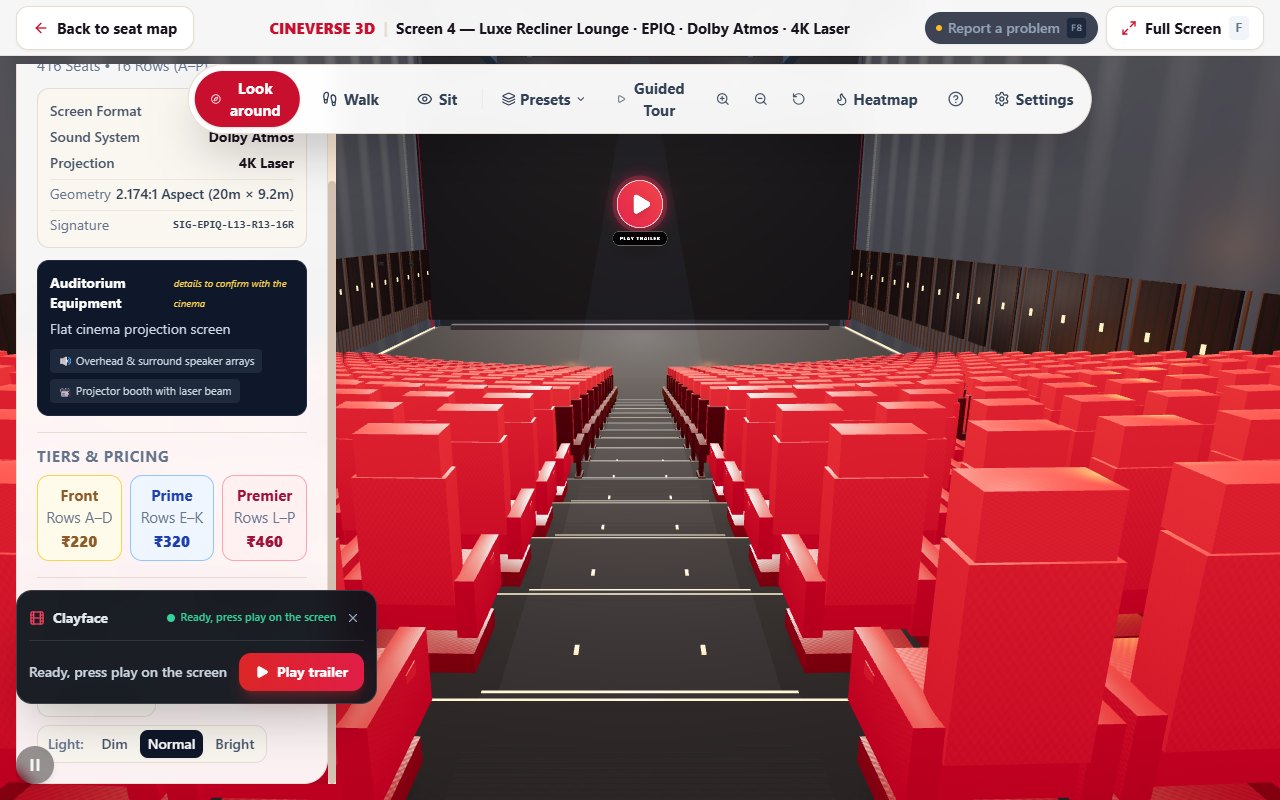 Back to seat map
CINEVERSE 3D | Screen 4 — Luxe Recliner Lounge · EPIQ · Dolby Atmos · 4K Laser
Report a problem F8
Full Screen F
416 Seats • 16 Rows (A–P)
Look around
Walk
Sit
Presets
Guided Tour
Heatmap
Settings
Screen Format
Sound System Dolby Atmos
Projection 4K Laser
Geometry 2.174:1 Aspect (20m × 9.2m)
Signature SIG-EPIQ-L13-R13-16R
PLAY TRAILER
Auditorium Equipment
details to confirm with the cinema
Flat cinema projection screen
Overhead & surround speaker arrays
Projector booth with laser beam
TIERS & PRICING
Front
Rows A–D
₹220
Prime
Rows E–K
₹320
Premier
Rows L–P
₹460
Clayface
Ready, press play on the screen
Ready, press play on the screen
Play trailer
Light: Dim Normal Bright